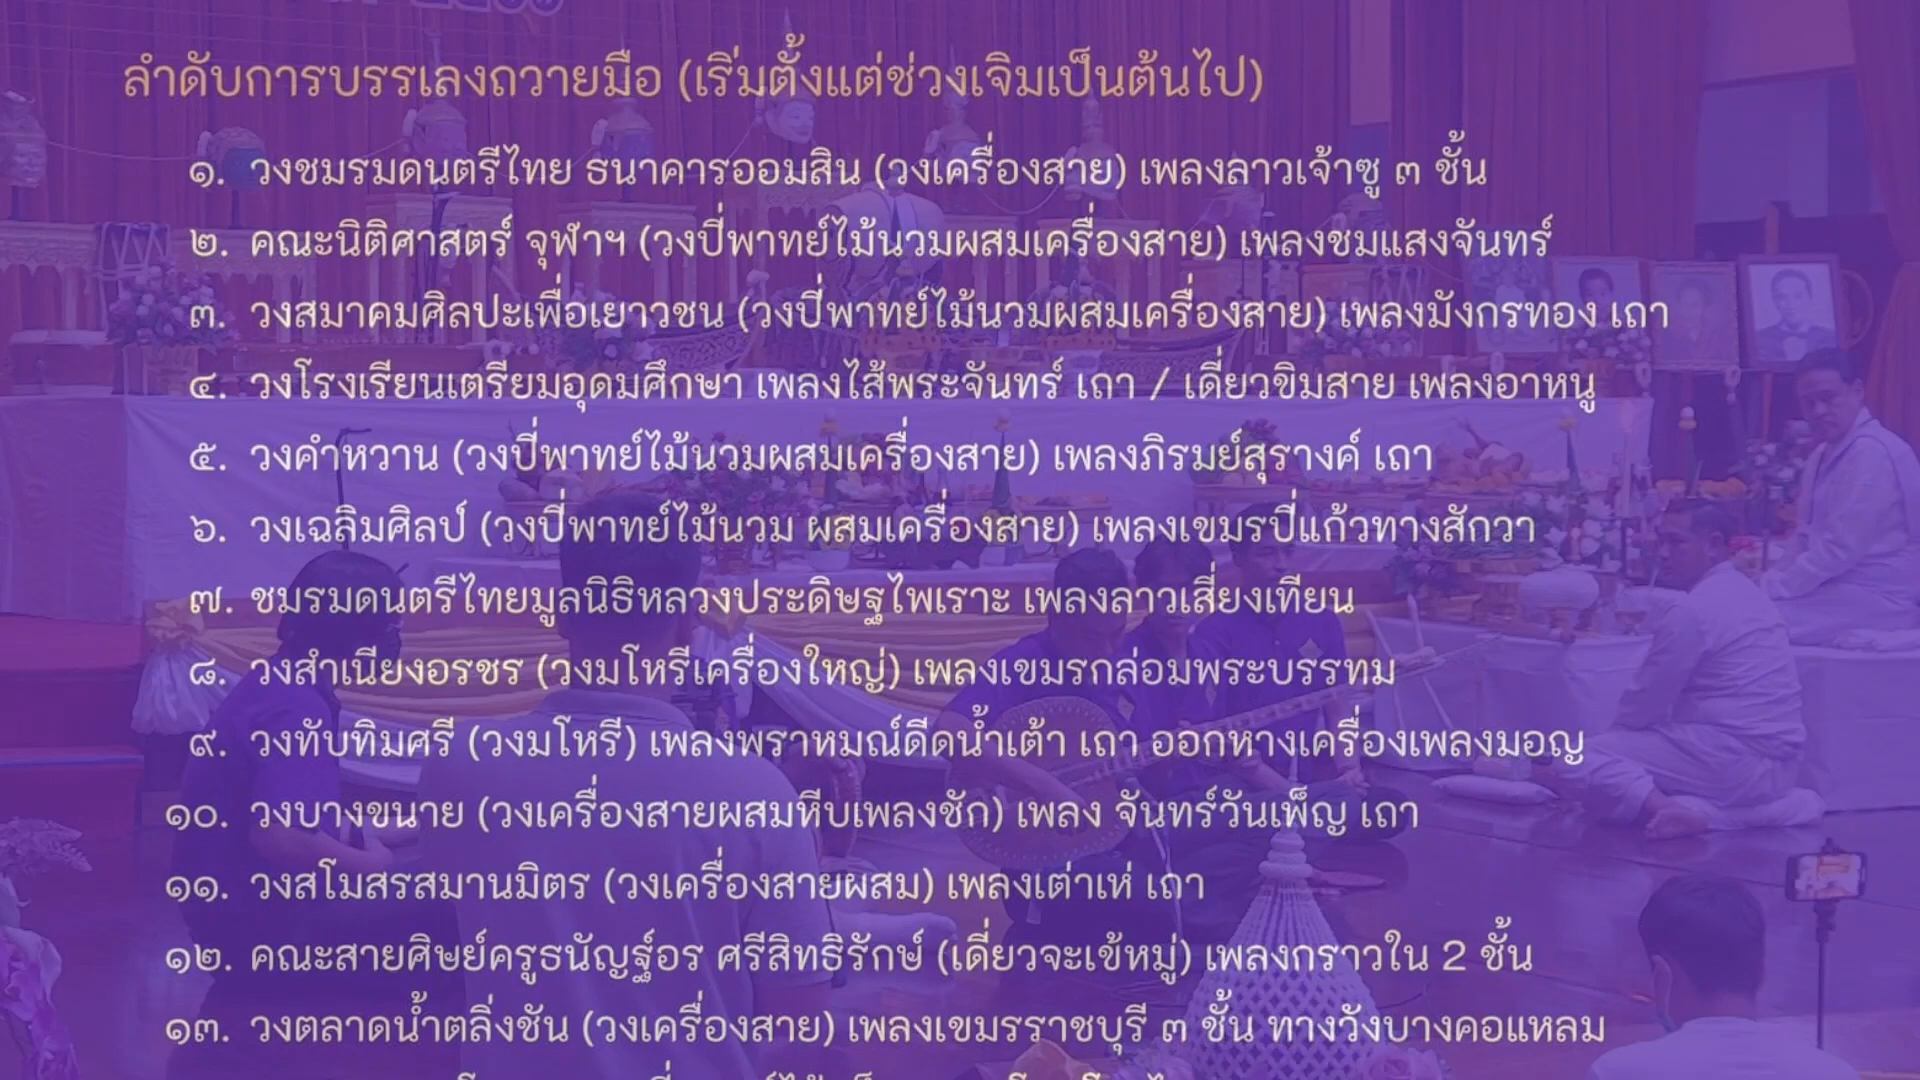 ลำดับการบรรเลงถวายมือ (เริ่มตั้งแต่ช่วงเจิมเป็นต้นไป)
๑. วงชมรมดนตรีไทย ธนาคารออมสิน (วงเครื่องสาย) เพลงลาวเจ้าซู ๓ ชั้น
๒. คณะนิติศาสตร์ จุฬาฯ (วงปี่พาทย์ไม้นวมผสมเครื่องสาย) เพลงชมแสงจันทร์
๓. วงสมาคมศิลปะเพื่อเยาวชน (วงปี่พาทย์ไม้นวมผสมเครื่องสาย) เพลงมังกรทอง เถา
๔. วงโรงเรียนเตรียมอุดมศึกษา เพลงไส้พระจันทร์ เถา / เดี่ยวขิมสาย เพลงอาหนู
๕. วงคำหวาน (วงปี่พาทย์ไม้นวมผสมเครื่องสาย) เพลงภิรมย์สุรางค์ เถา
๖. วงเฉลิมศิลป์ (วงปี่พาทย์ไม้นวม ผสมเครื่องสาย) เพลงเขมรปี่แก้วทางสักวา
๗. ชมรมดนตรีไทยมูลนิธิหลวงประดิษฐไพเราะ เพลงลาวเสี่ยงเทียน
๘. วงสำเนียงอรชร (วงมโหรีเครื่องใหญ่) เพลงเขมรกล่อมพระบรรทม
๙. วงทับทิมศรี (วงมโหรี) เพลงพราหมณ์ดีดน้ำเต้า เถา ออกหางเครื่องเพลงมอญ
๑๐. วงบางขนาย (วงเครื่องสายผสมหีบเพลงชัก) เพลง จันทร์วันเพ็ญ เถา
๑๑. วงสโมสรสมานมิตร (วงเครื่องสายผสม) เพลงเต่าเห่ เถา
๑๒. คณะสายศิษย์ครูธนัญฐ์อร ศรีสิทธิรักษ์ (เดี่ยวจะเข้หมู่) เพลงกราวใน 2 ชั้น
๑๓. วงตลาดน้ำตลิ่งชัน (วงเครื่องสาย) เพลงเขมรราชบุรี ๓ ชั้น ทางวังบางคอแหลม